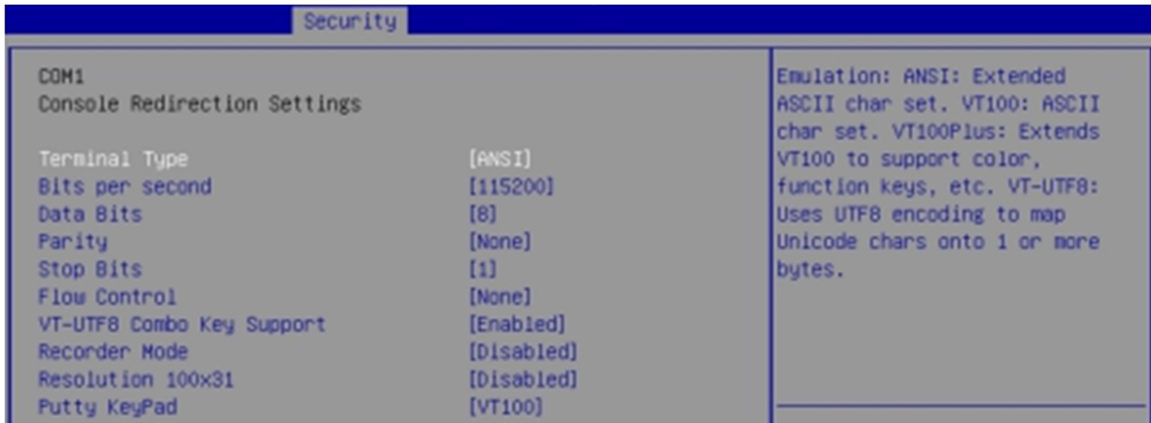 Security
COM1
Console Redirection Settings
Terminal Type [ANSI]
Bits per second [115200]
Data Bits [8]
Parity [None]
Stop Bits [1]
Flow Control [None]
VT-UTF8 Combo Key Support [Enabled]
Recorder Mode [Disabled]
Resolution 100x31 [Disabled]
Putty KeyPad [VT100]
Emulation: ANSI: Extended
ASCII char set. VT100: ASCII
char set. VT100Plus: Extends
VT100 to support color,
function keys, etc. VT-UTF8:
Uses UTF8 encoding to map
Unicode chars onto 1 or more
bytes.